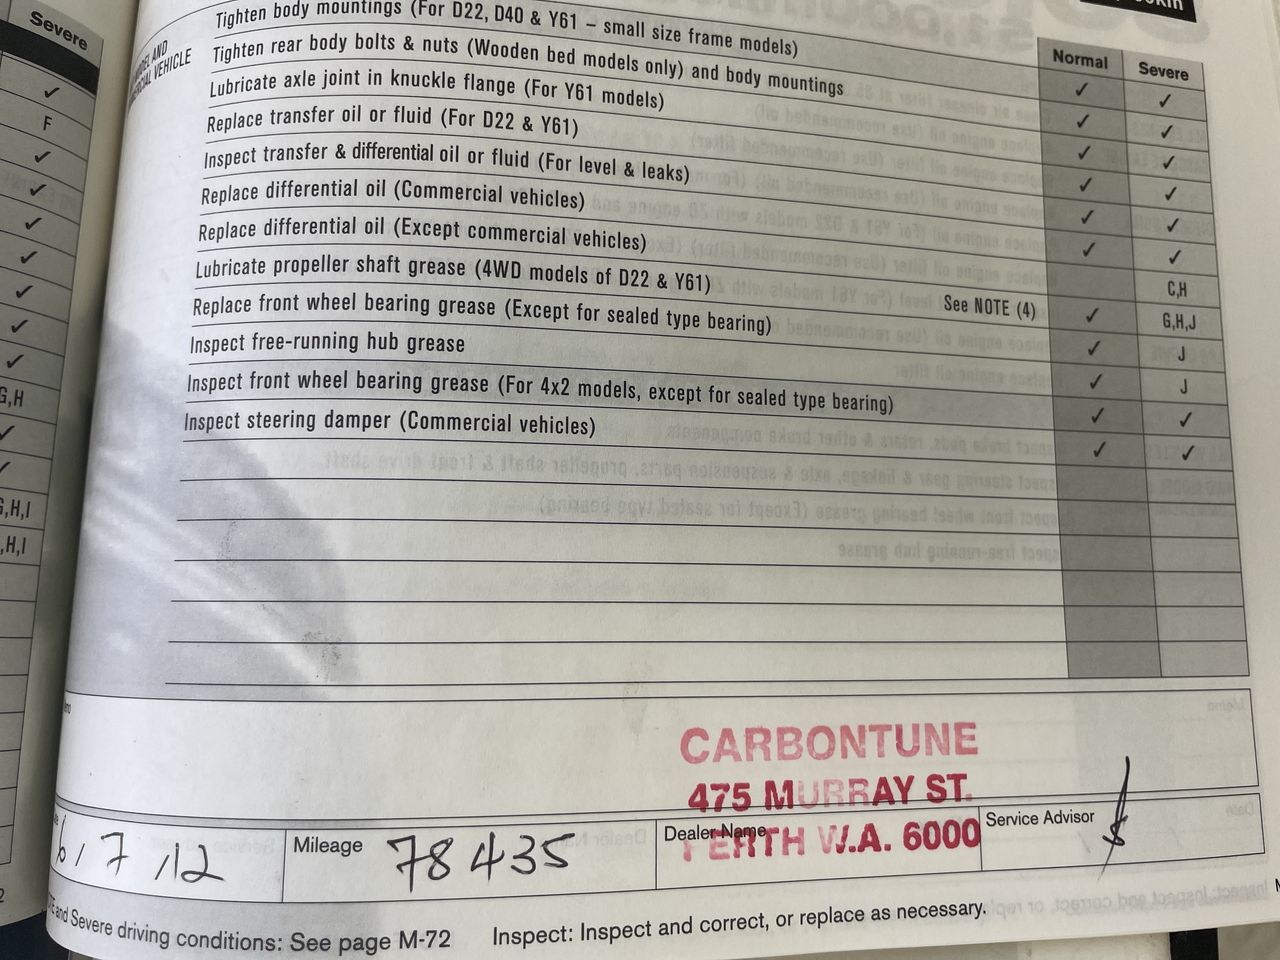 Severe
✓
F
✓
✓
✓
✓
✓
✓
✓
G,H
✓
✓
G,H,I
,H,I
Normal Severe
Tighten body mountings (For D22, D40 & Y61 – small size frame models) ✓ ✓
Tighten rear body bolts & nuts (Wooden bed models only) and body mountings ✓ ✓
Lubricate axle joint in knuckle flange (For Y61 models) ✓ ✓
Replace transfer oil or fluid (For D22 & Y61) ✓ ✓
Inspect transfer & differential oil or fluid (For level & leaks) ✓ ✓
Replace differential oil (Commercial vehicles) ✓ ✓
Replace differential oil (Except commercial vehicles) C,H
Lubricate propeller shaft grease (4WD models of D22 & Y61) See NOTE (4) ✓ G,H,J
Replace front wheel bearing grease (Except for sealed type bearing) ✓ J
Inspect free-running hub grease ✓ J
Inspect front wheel bearing grease (For 4x2 models, except for sealed type bearing) ✓ ✓
Inspect steering damper (Commercial vehicles) ✓ ✓
CARBONTUNE
475 MURRAY ST.
PERTH W.A. 6000
6/7/12
Mileage 78435
Dealer Name
Service Advisor
and Severe driving conditions: See page M-72 Inspect: Inspect and correct, or replace as necessary.